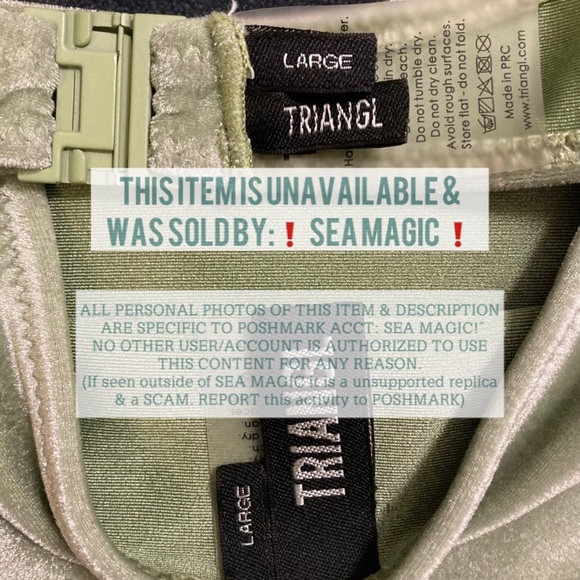 LARGE
TRIANGL
Do not tumble dry.
Do not dry clean.
Avoid rough surfaces.
Store flat - do not fold.
Made in PRC
www.triangl.com
THIS ITEM IS UNAVAILABLE &
WAS SOLD BY:❗ SEA MAGIC ❗
ALL PERSONAL PHOTOS OF THIS ITEM & DESCRIPTION
ARE SPECIFIC TO POSHMARK ACCT: SEA MAGIC!
NO OTHER USER/ACCOUNT IS AUTHORIZED TO USE
THIS CONTENT FOR ANY REASON.
(If seen outside of SEA MAGIC it is a unsupported replica
& a SCAM. REPORT this activity to POSHMARK)
TRIANGL
LARGE